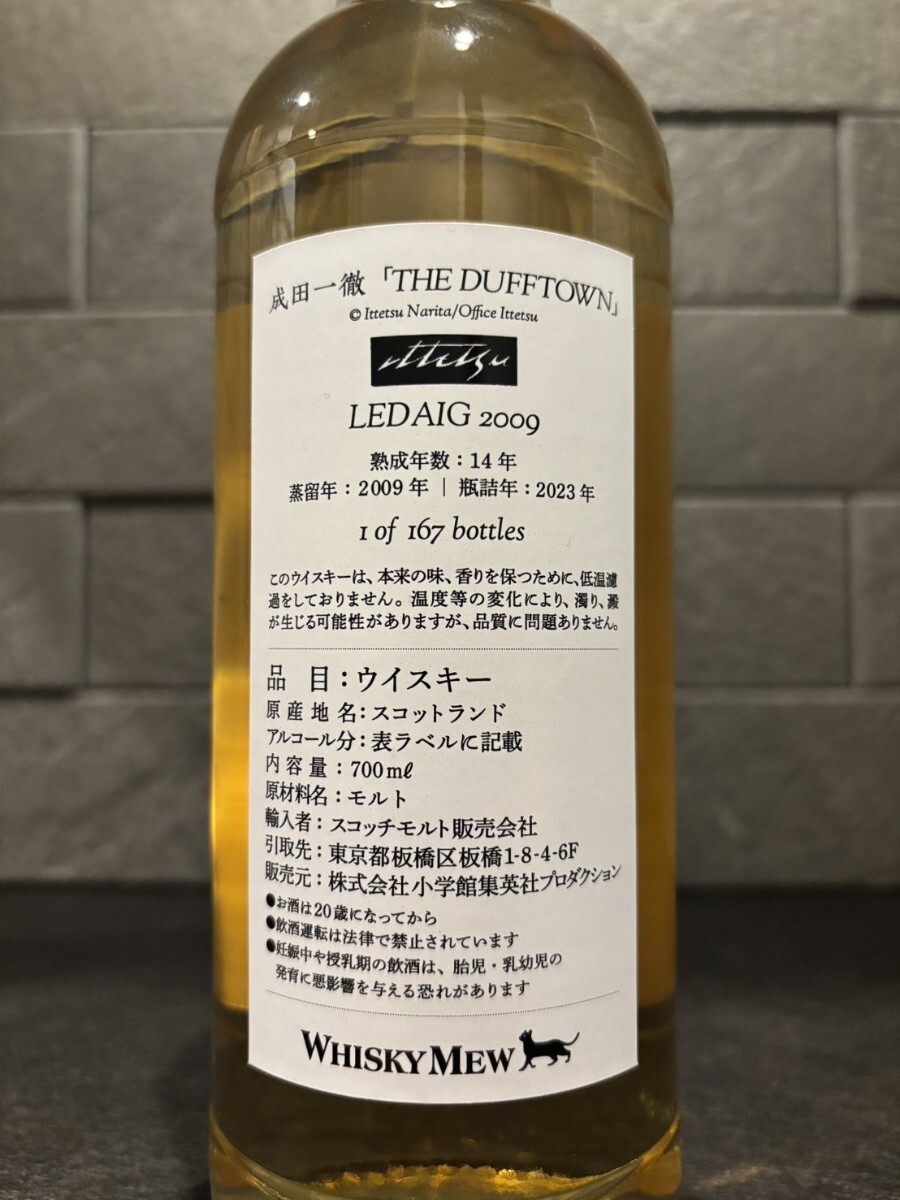 成田一徹「THE DUFFTOWN」
© Ittetsu Narita/Office Ittetsu
ittetsu
LEDAIG 2009
熟成年数：14年
蒸留年：2009年 | 瓶詰年：2023年
1 of 167 bottles
このウイスキーは、本来の味、香りを保つために、低温濾
過をしておりません。温度等の変化により、濁り、澱
が生じる可能性がありますが、品質に問題ありません。
品 目：ウイスキー
原産地名：スコットランド
アルコール分：表ラベルに記載
内容量：700mℓ
原材料名：モルト
輸入者：スコッチモルト販売会社
引取先：東京都板橋区板橋1-8-4-6F
販売元：株式会社小学館集英社プロダクション
●お酒は20歳になってから
●飲酒運転は法律で禁止されています
●妊娠中や授乳期の飲酒は、胎児・乳幼児の
発育に悪影響を与える恐れがあります
WHISKY MEW